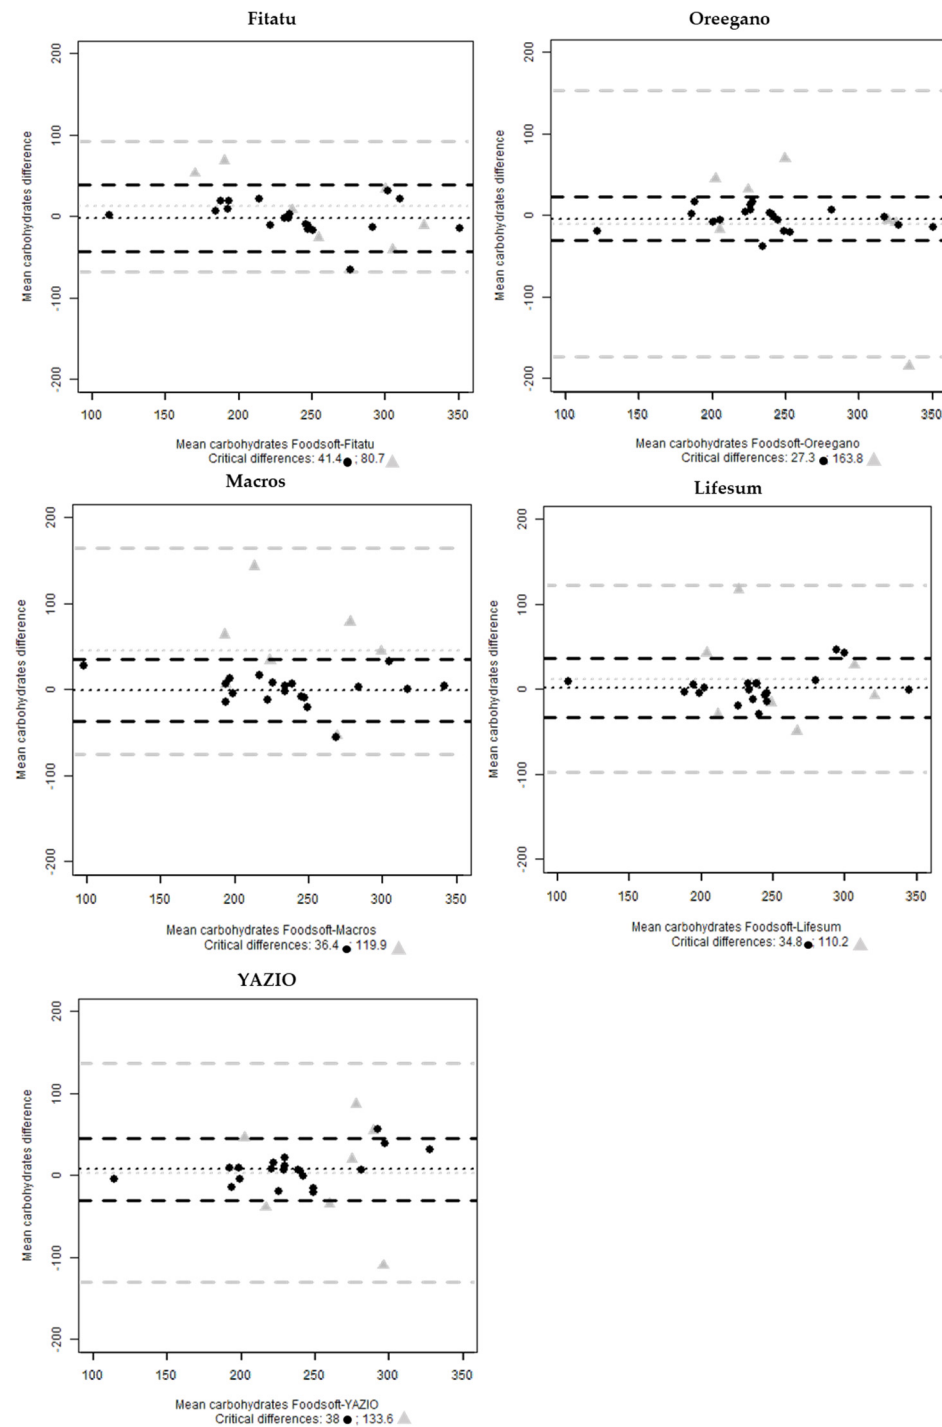 Fitatu
Mean carbohydrates difference
200
100
0
-100
-200
100 150 200 250 300 350
Mean carbohydrates Foodsoft-Fitatu
Critical differences: 41.4 ; 80.7
Oreegano
Mean carbohydrates difference
200
100
0
-100
-200
100 150 200 250 300 350
Mean carbohydrates Foodsoft-Oreegano
Critical differences: 27.3 ; 163.8
Macros
Mean carbohydrates difference
200
100
0
-100
-200
100 150 200 250 300 350
Mean carbohydrates Foodsoft-Macros
Critical differences: 36.4 ; 119.9
Lifesum
Mean carbohydrates difference
200
100
0
-100
-200
100 150 200 250 300 350
Mean carbohydrates Foodsoft-Lifesum
Critical differences: 34.8 ; 110.2
YAZIO
Mean carbohydrates difference
200
100
0
-100
-200
100 150 200 250 300 350
Mean carbohydrates Foodsoft-YAZIO
Critical differences: 38 ; 133.6